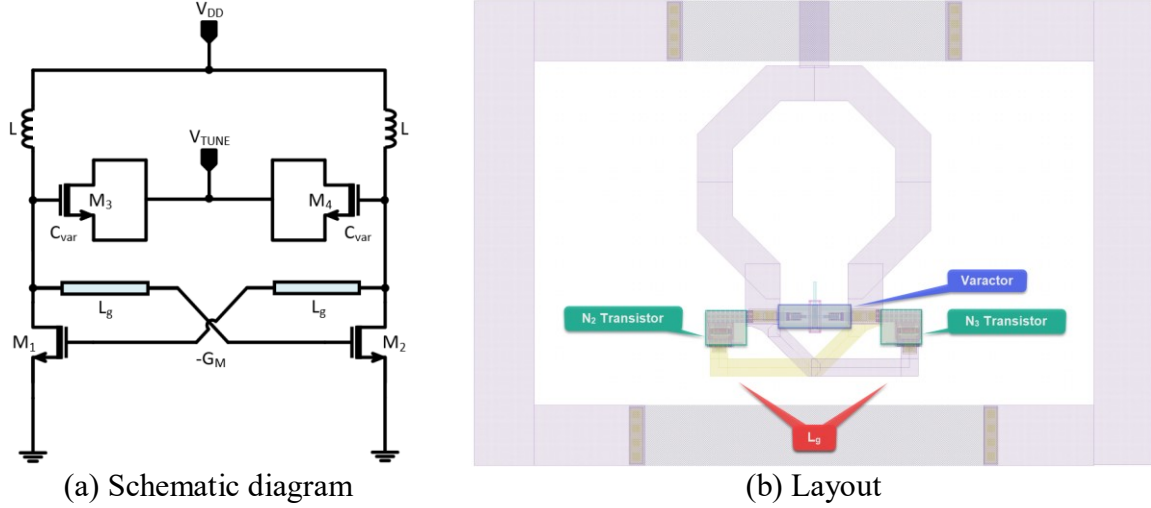 V_DD
L
L
V_TUNE
M_3
M_4
C_var
C_var
L_g
L_g
M_1
M_2
-G_M
Varactor
N_2 Transistor
N_3 Transistor
L_g
(a) Schematic diagram
(b) Layout